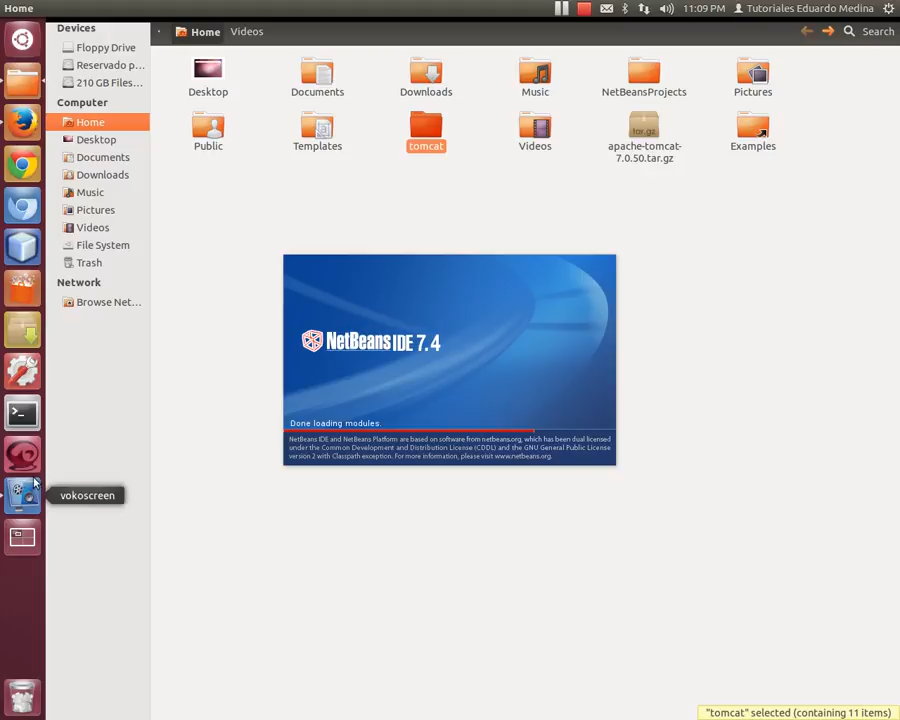 Home
11:09 PM
Tutoriales Eduardo Medina
Devices
Floppy Drive
Reservado p...
210 GB Files...
Computer
Home
Desktop
Documents
Downloads
Music
Pictures
Videos
File System
Trash
Network
Browse Net...
Home
Videos
Search
Desktop
Documents
Downloads
Music
NetBeansProjects
Pictures
Public
Templates
tomcat
Videos
tar.gz
apache-tomcat-
7.0.50.tar.gz
Examples
NetBeans IDE 7.4
Done loading modules.
NetBeans IDE and NetBeans Platform are based on software from netbeans.org, which has been dual licensed
under the Common Development and Distribution License (CDDL) and the GNU General Public License
version 2 with Classpath exception. For more information, please visit www.netbeans.org.
vokoscreen
"tomcat" selected (containing 11 items)